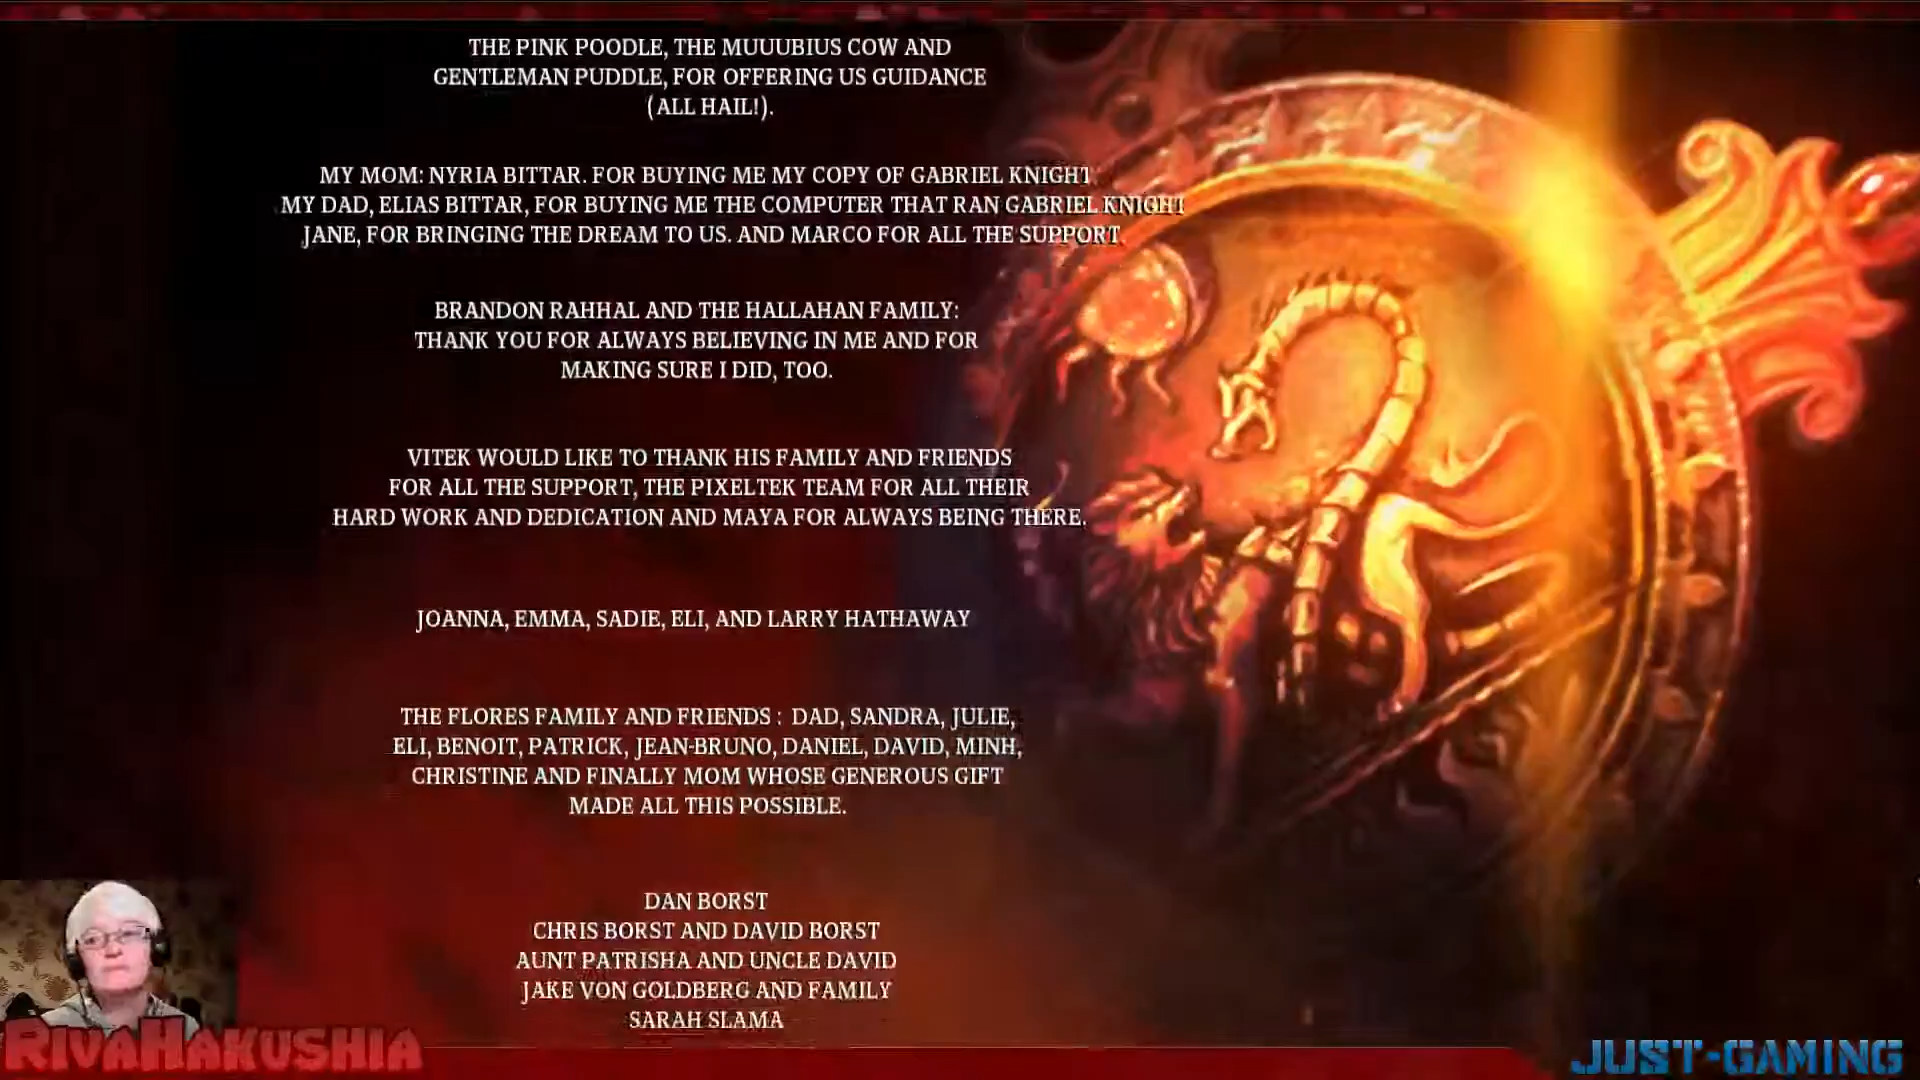 THE PINK POODLE, THE MUUUBIUS COW AND
GENTLEMAN PUDDLE, FOR OFFERING US GUIDANCE
(ALL HAIL!).
MY MOM: NYRIA BITTAR. FOR BUYING ME MY COPY OF GABRIEL KNIGHT.
MY DAD, ELIAS BITTAR, FOR BUYING ME THE COMPUTER THAT RAN GABRIEL KNIGHT
JANE, FOR BRINGING THE DREAM TO US. AND MARCO FOR ALL THE SUPPORT.
BRANDON RAHHAL AND THE HALLAHAN FAMILY:
THANK YOU FOR ALWAYS BELIEVING IN ME AND FOR
MAKING SURE I DID, TOO.
VITEK WOULD LIKE TO THANK HIS FAMILY AND FRIENDS
FOR ALL THE SUPPORT, THE PIXELTEK TEAM FOR ALL THEIR
HARD WORK AND DEDICATION AND MAYA FOR ALWAYS BEING THERE.
JOANNA, EMMA, SADIE, ELI, AND LARRY HATHAWAY
THE FLORES FAMILY AND FRIENDS : DAD, SANDRA, JULIE,
ELI, BENOIT, PATRICK, JEAN-BRUNO, DANIEL, DAVID, MINH,
CHRISTINE AND FINALLY MOM WHOSE GENEROUS GIFT
MADE ALL THIS POSSIBLE.
DAN BORST
CHRIS BORST AND DAVID BORST
AUNT PATRISHA AND UNCLE DAVID
JAKE VON GOLDBERG AND FAMILY
SARAH SLAMA
RIVAHAKUSHIA
JUST-GAMING